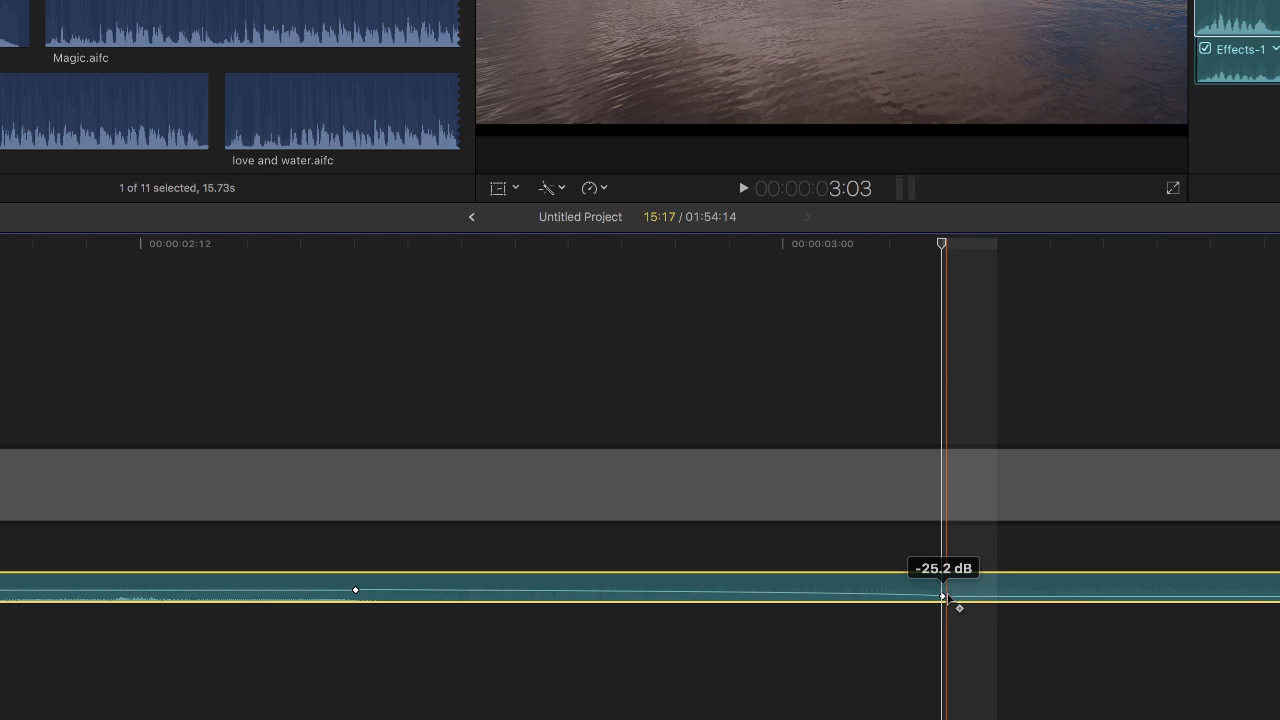 Magic.aifc
Effects-1
love and water.aifc
1 of 11 selected, 15.73s
00:00:03:03
Untitled Project 15:17 / 01:54:14
00:00:02:12 00:00:03:00
-25.2 dB